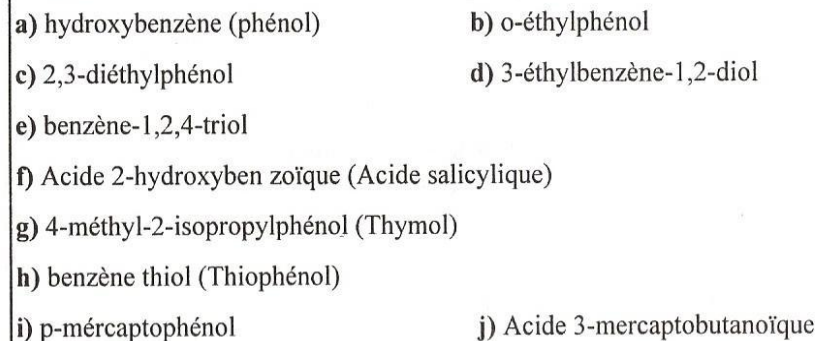 a) hydroxybenzène (phénol) b) o-éthylphénol
c) 2,3-diéthylphénol d) 3-éthylbenzène-1,2-diol
e) benzène-1,2,4-triol
f) Acide 2-hydroxyben zoïque (Acide salicylique)
g) 4-méthyl-2-isopropylphénol (Thymol)
h) benzène thiol (Thiophénol)
i) p-mércaptophénol j) Acide 3-mercaptobutanoïque